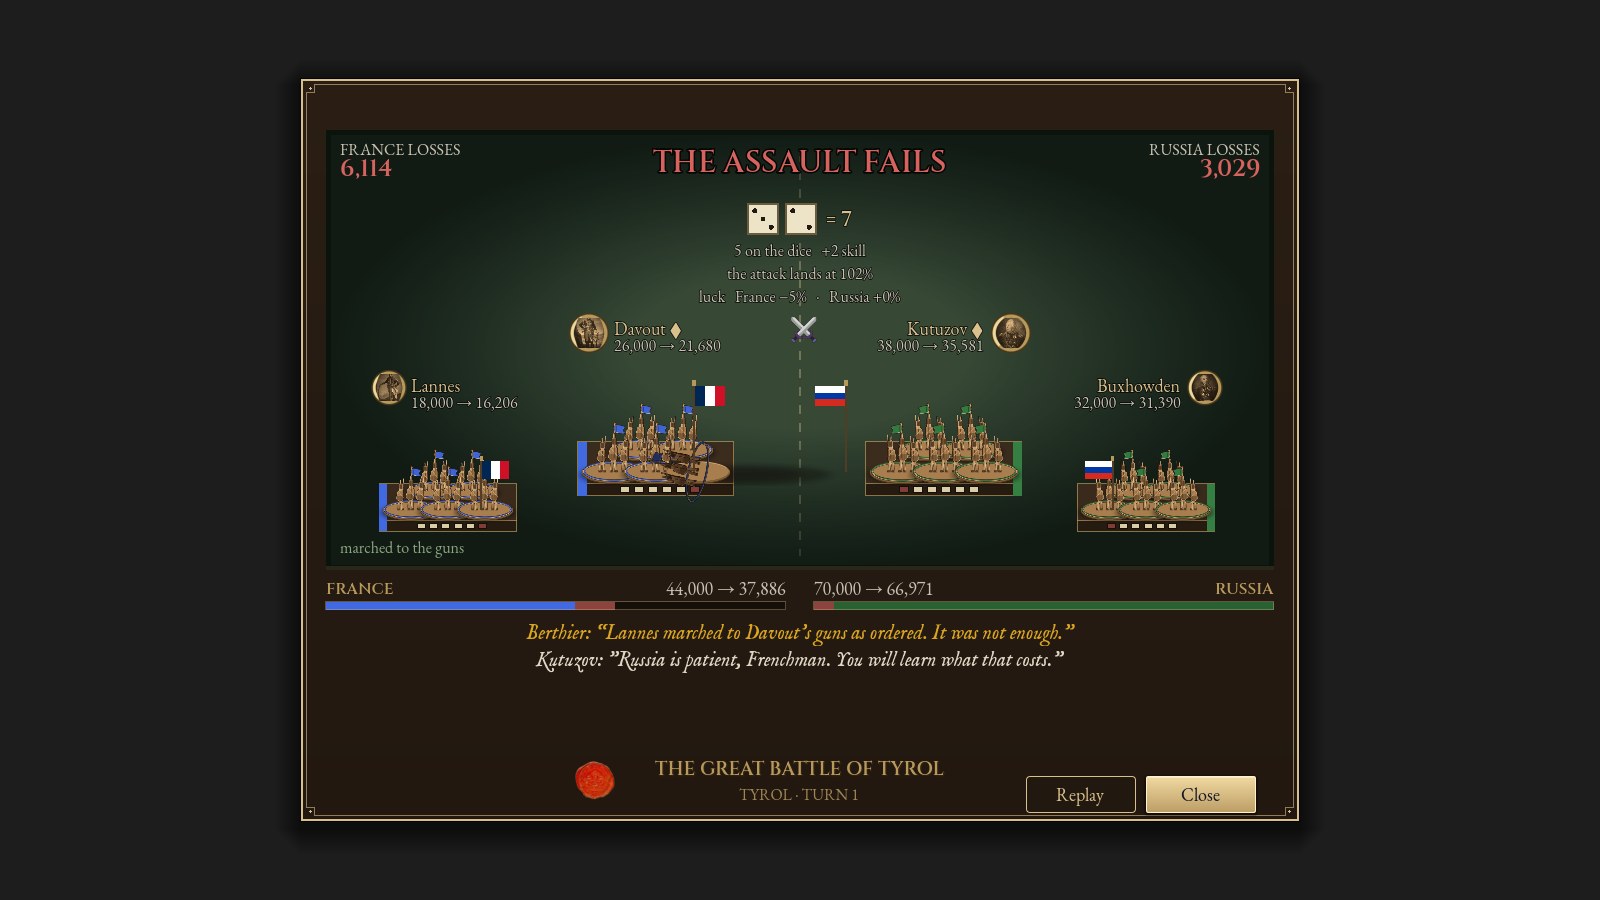 FRANCE LOSSES
6,114
THE ASSAULT FAILS
RUSSIA LOSSES
3,029
= 7
5 on the dice +2 skill
the attack lands at 102%
luck France −5% · Russia +0%
Davout
26,000 → 21,680
Kutuzov
38,000 → 35,581
Lannes
18,000 → 16,206
Buxhowden
32,000 → 31,390
marched to the guns
FRANCE
44,000 → 37,886
70,000 → 66,971
RUSSIA
Berthier: “Lannes marched to Davout’s guns as ordered. It was not enough.”
Kutuzov: ”Russia is patient, Frenchman. You will learn what that costs.”
THE GREAT BATTLE OF TYROL
TYROL · TURN 1
Replay
Close